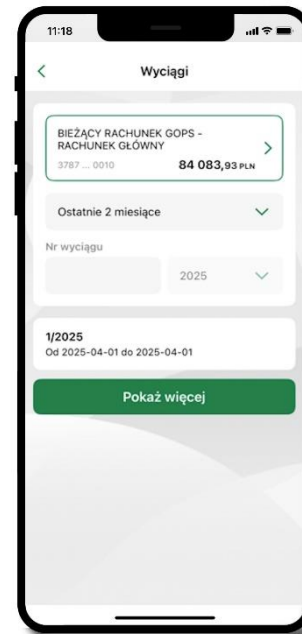 11:18
Wyciągi
BIEŻĄCY RACHUNEK GOPS -
RACHUNEK GŁÓWNY
3787 ... 0010 84 083,93 PLN
Ostatnie 2 miesiące
Nr wyciągu
2025
1/2025
Od 2025-04-01 do 2025-04-01
Pokaż więcej